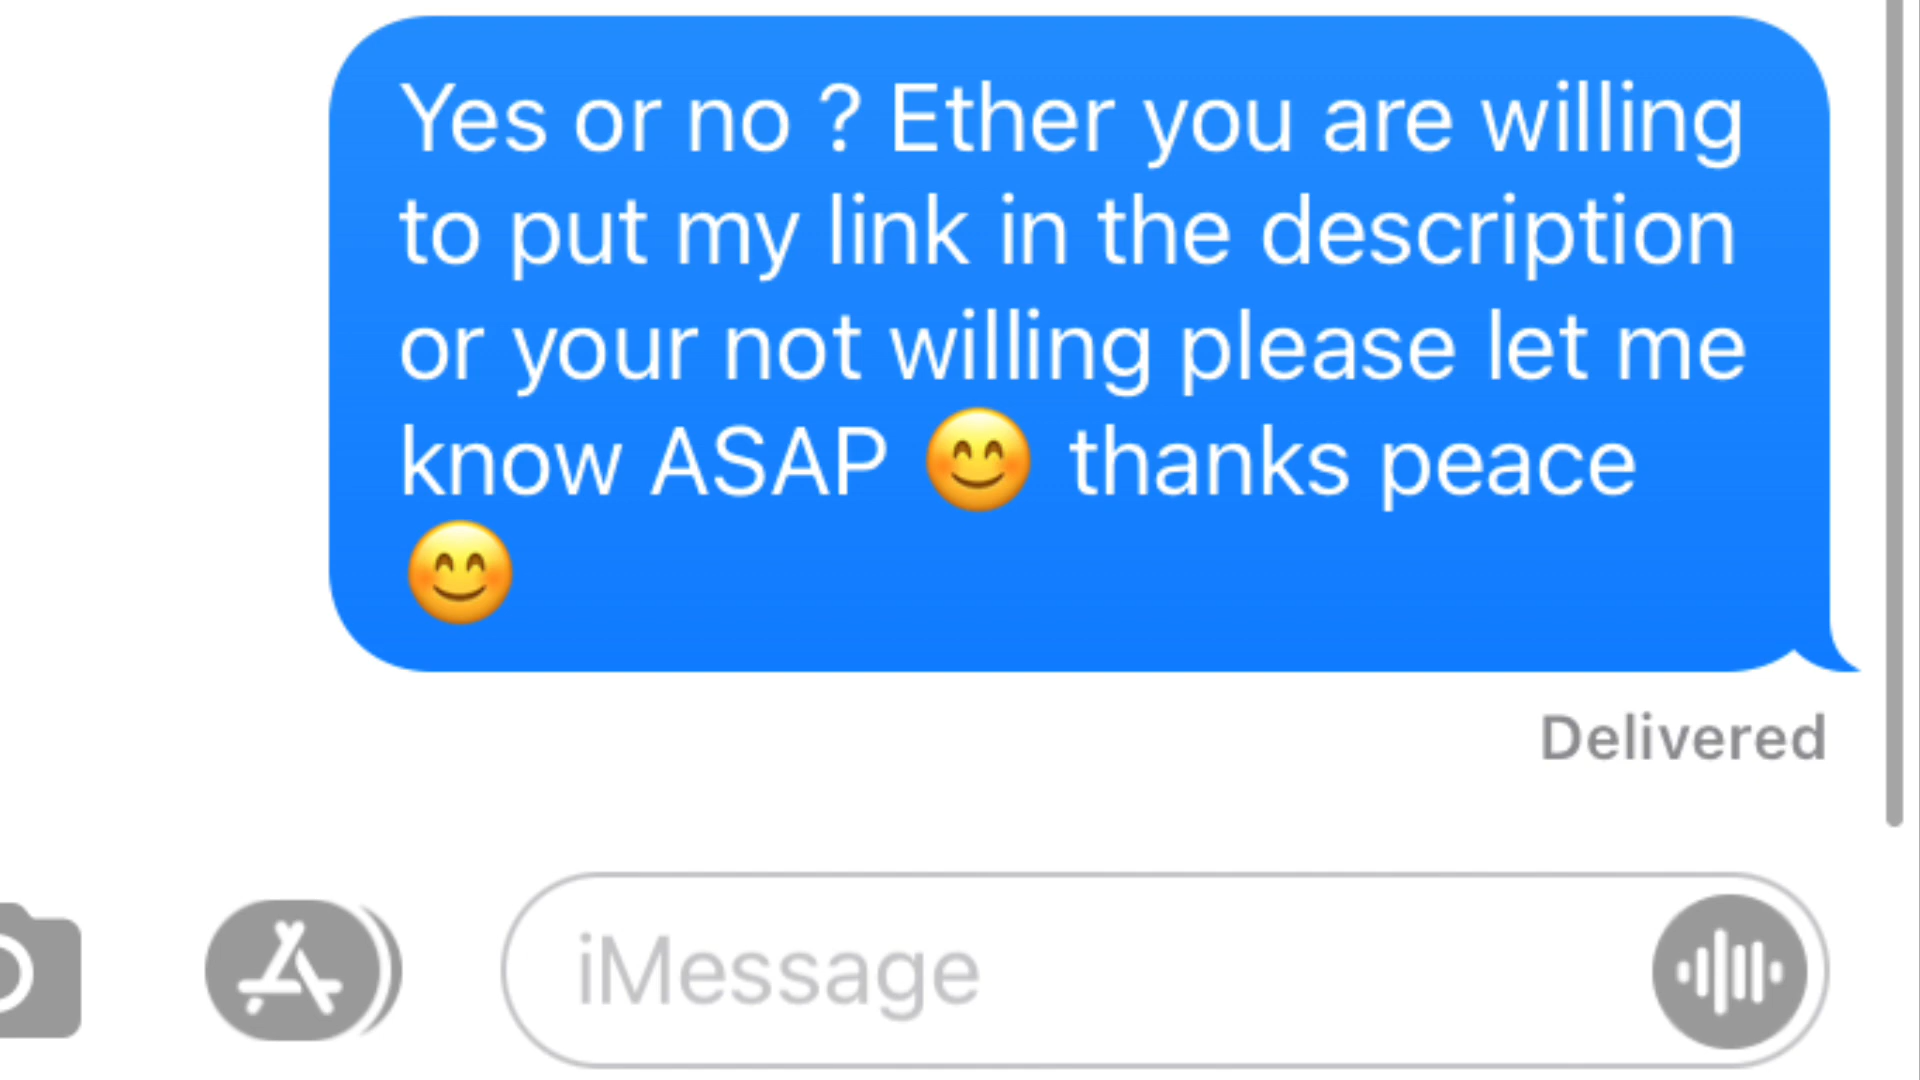 Yes or no ? Ether you are willing
to put my link in the description
or your not willing please let me
know ASAP 😊 thanks peace
😊
Delivered
iMessage